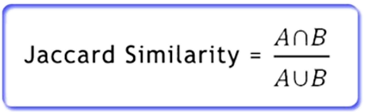 Jaccard Similarity = A∩B / A∪B